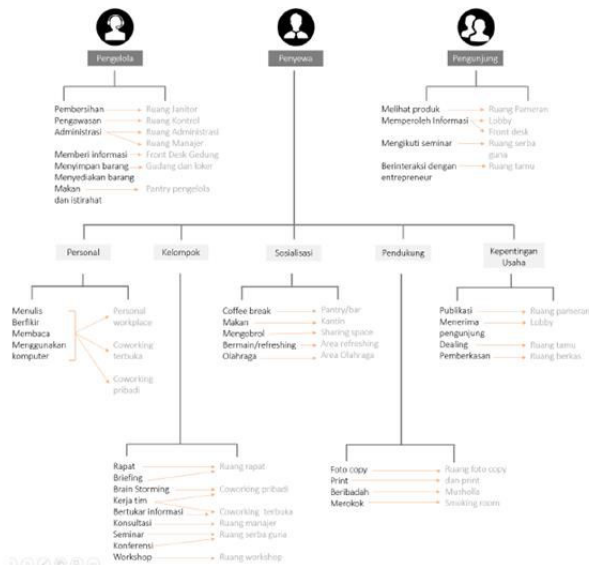 Pengelola
Penyewa
Pengunjung
Pembersihan
Ruang Janitor
Pengawasan
Ruang Kontrol
Administrasi
Ruang Administrasi
Ruang Manajer
Memberi informasi
Front Desk Gedung
Menyimpan barang
Gudang dan loker
Menyediakan barang
Makan
Pantry pengelola
dan istirahat
Melihat produk
Ruang Pameran
Memperoleh Informasi
Lobby
Front desk
Mengikuti seminar
Ruang serba
guna
Berinteraksi dengan
Ruang tamu
entrepreneur
Personal
Kelompok
Sosialisasi
Pendukung
Kepentingan
Usaha
Menulis
Personal
Berfikir
workplace
Membaca
Menggunakan
Coworking
komputer
terbuka
Coworking
pribadi
Coffee break
Pantry/bar
Makan
Kantin
Mengobrol
Sharing space
Bermain/refreshing
Area refreshing
Olahraga
Area Olahraga
Publikasi
Ruang pameran
Menerima
Lobby
pengunjung
Dealing
Ruang tamu
Pemberkasan
Ruang berkas
Rapat
Ruang rapat
Briefing
Brain Storming
Coworking pribadi
Kerja tim
Bertukar informasi
Coworking terbuka
Konsultasi
Ruang manajer
Seminar
Ruang serba guna
Konferensi
Workshop
Ruang workshop
Foto copy
Ruang foto copy
Print
dan print
Beribadah
Musholla
Merokok
Smoking room